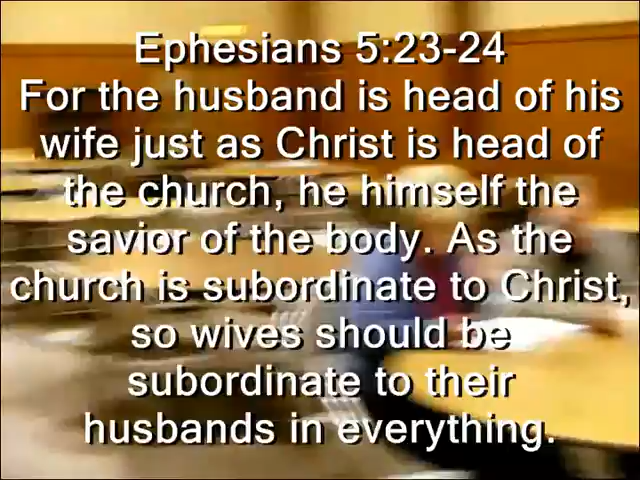 Ephesians 5:23-24
For the husband is head of his
wife just as Christ is head of
the church, he himself the
savior of the body. As the
church is subordinate to Christ,
so wives should be
subordinate to their
husbands in everything.